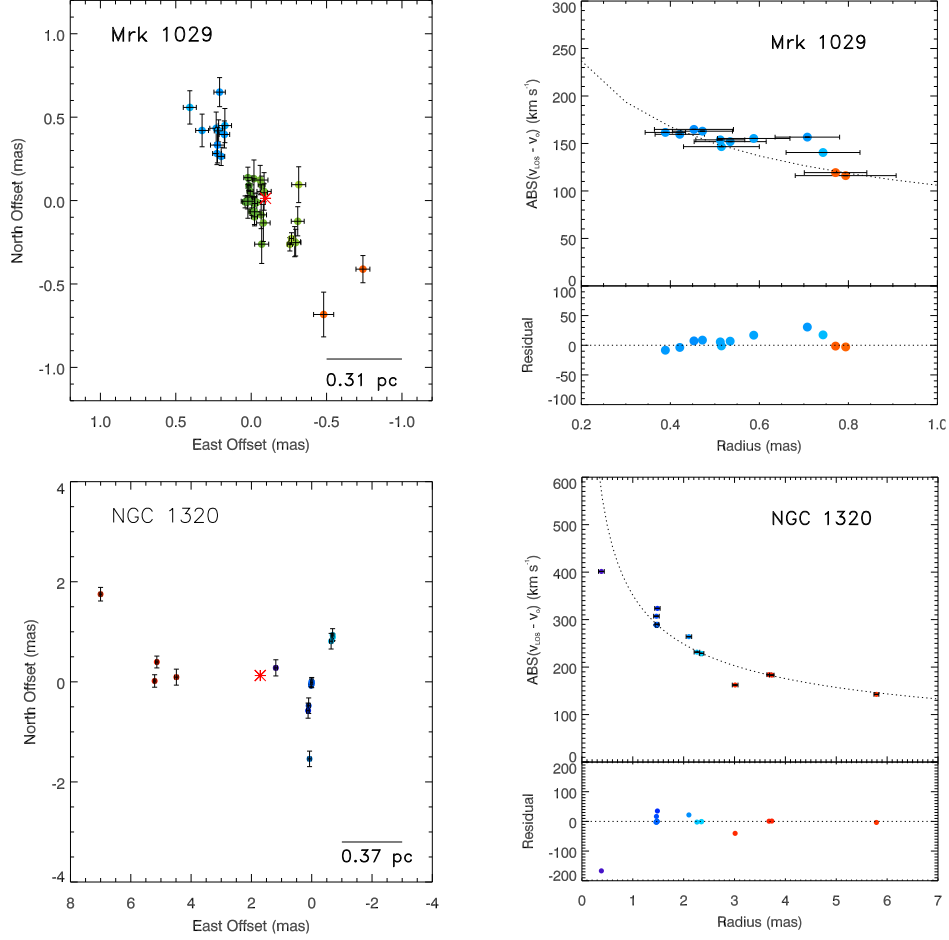 Mrk 1029
1.0
0.5
0.0
-0.5
-1.0
North Offset (mas)
0.31 pc
1.0 0.5 0.0 -0.5 -1.0
East Offset (mas)
Mrk 1029
300
250
200
150
100
50
0
ABS(vLOS - vo) (km s-1)
100
50
0
-50
-100
Residual
0.2 0.4 0.6 0.8 1.0
Radius (mas)
NGC 1320
4
2
0
-2
-4
North Offset (mas)
0.37 pc
8 6 4 2 0 -2 -4
East Offset (mas)
NGC 1320
600
500
400
300
200
100
0
ABS(vLOS - vo) (km s-1)
200
100
0
-100
-200
Residual
0 1 2 3 4 5 6 7
Radius (mas)